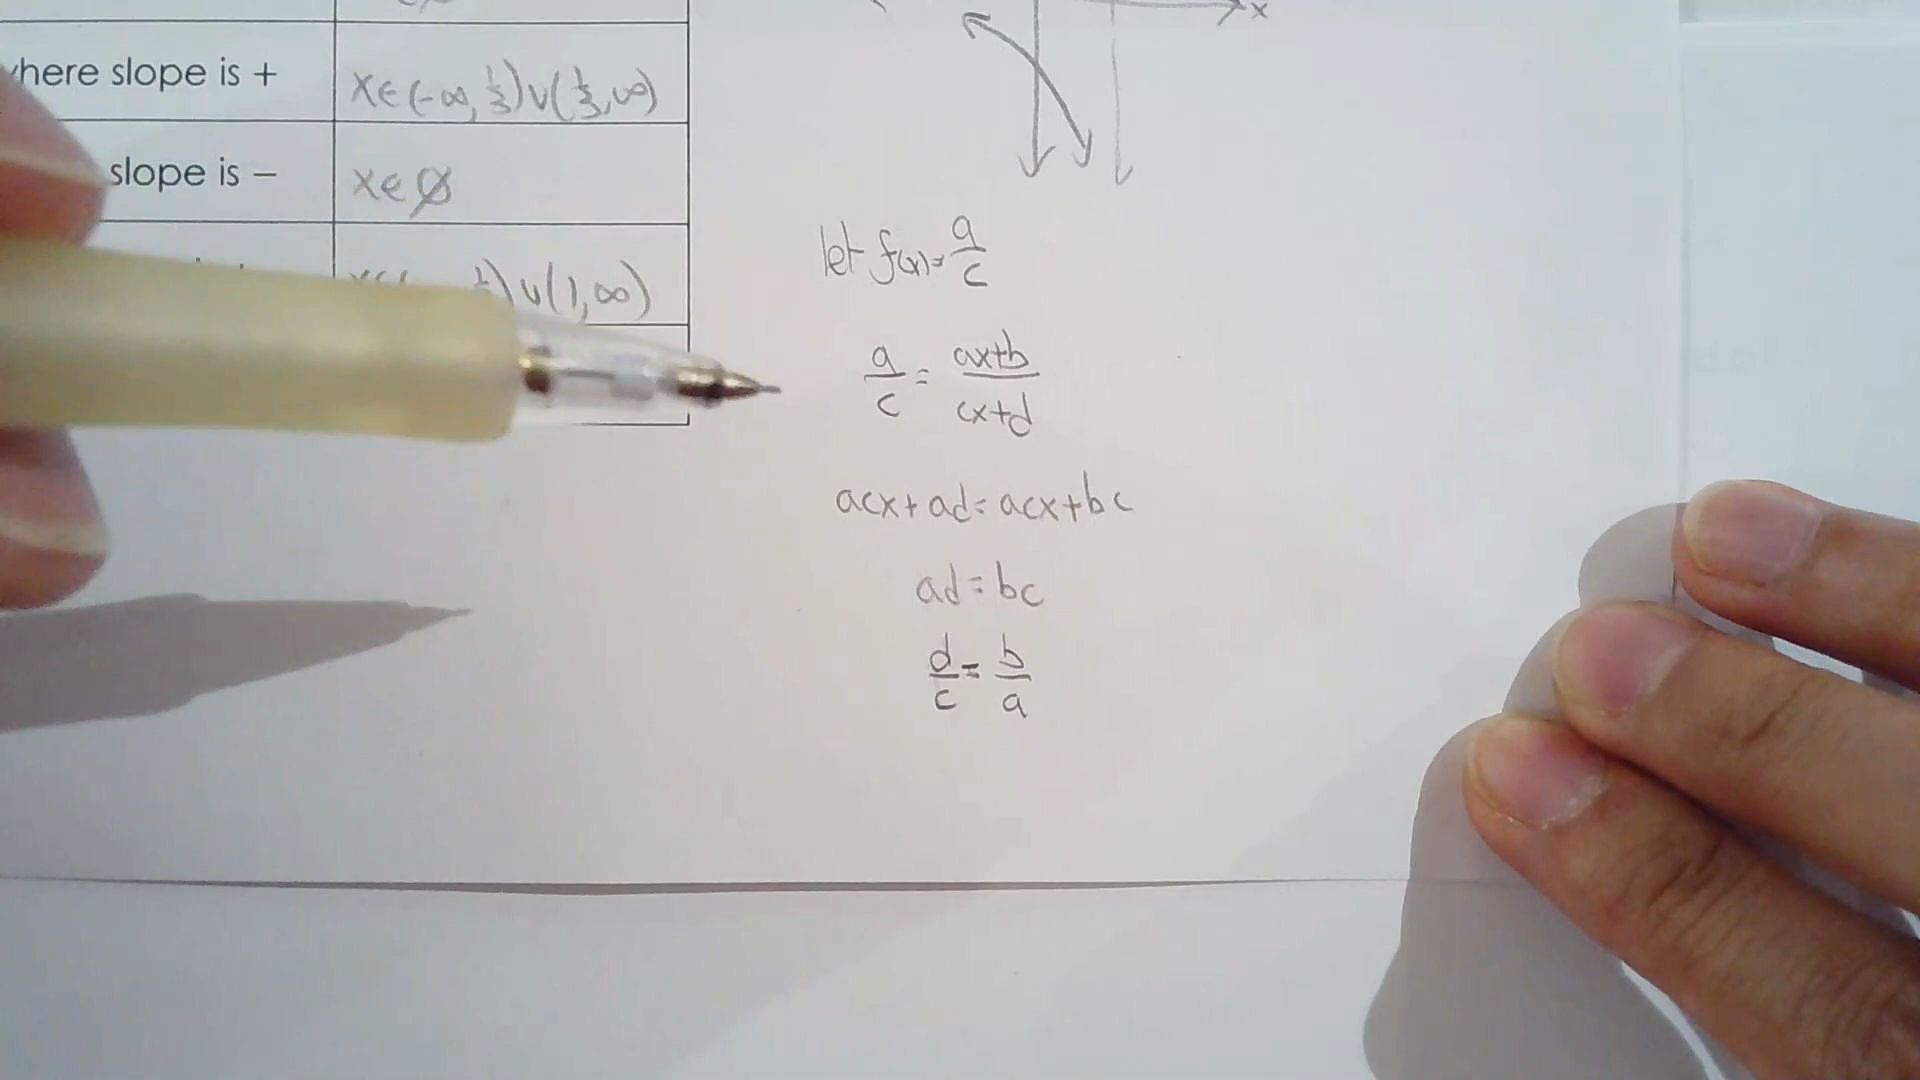 x
here slope is + x∈(-∞, 1/3)∪(1/3, ∞)
slope is − x∈∅
∪(1, ∞)
let f(x)= a/c
a/c = ax+b/cx+d
acx+ad=acx+bc
ad=bc
d/c = b/a